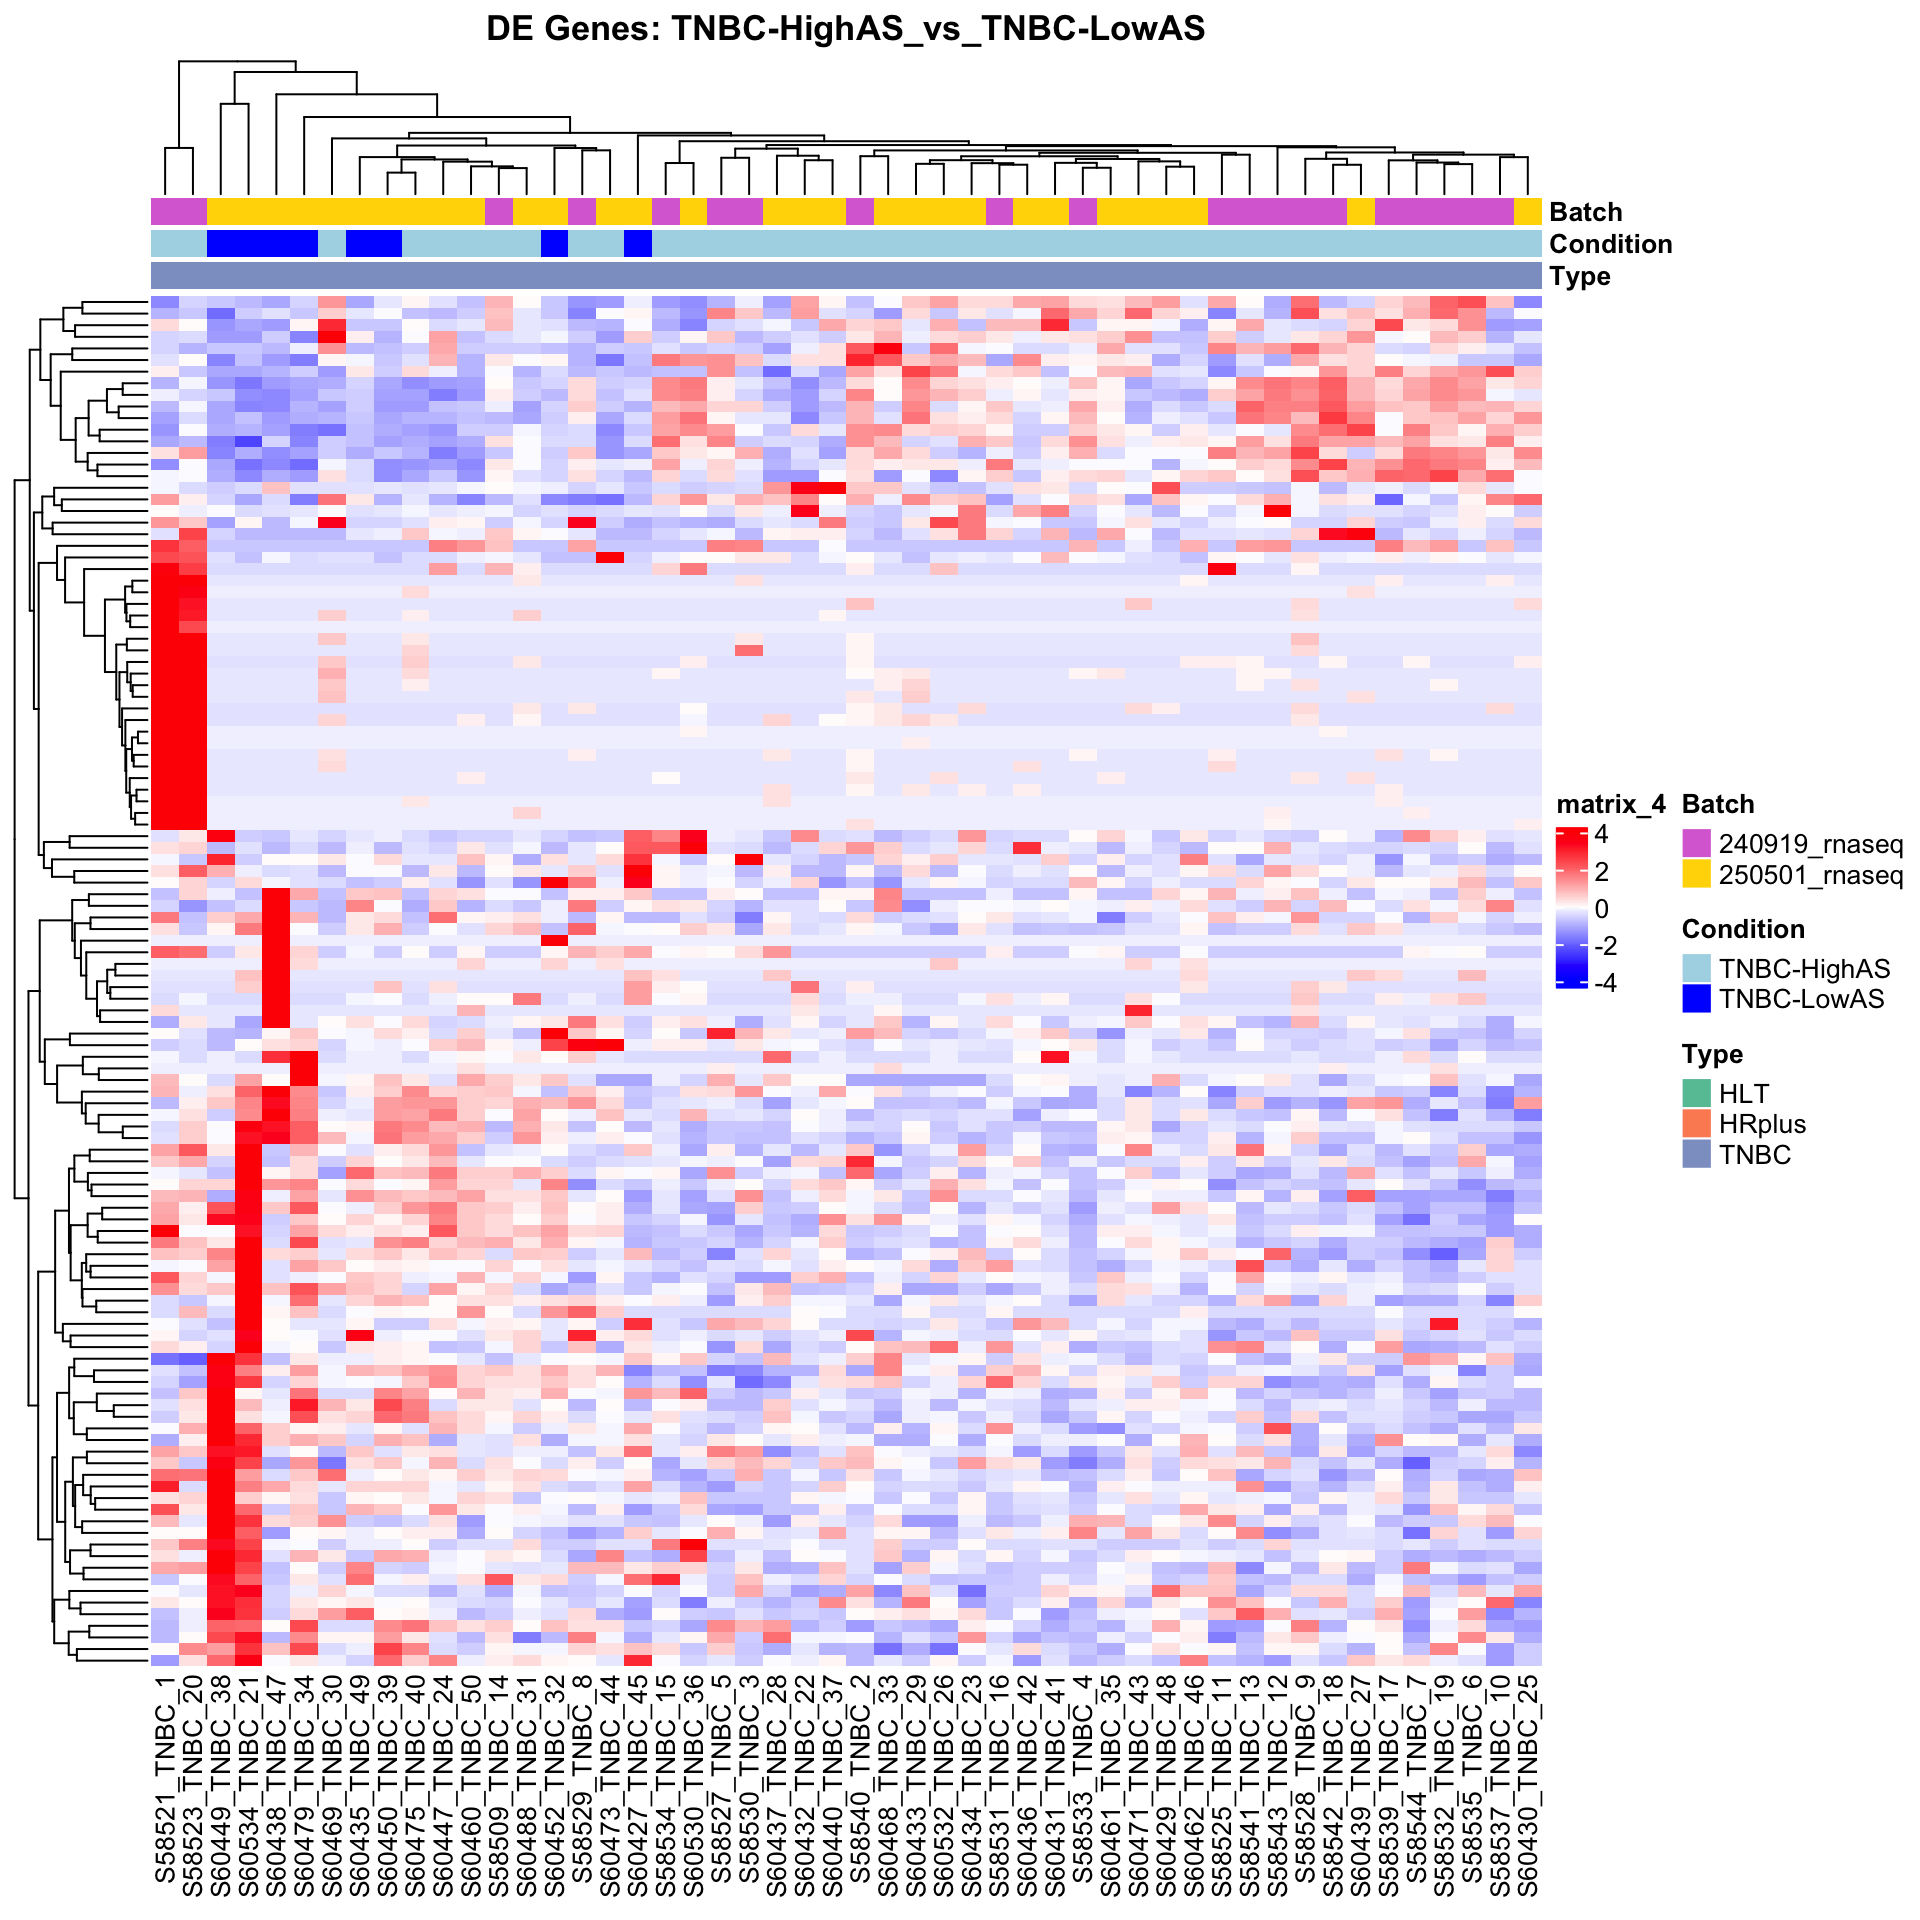 DE Genes: TNBC-HighAS_vs_TNBC-LowAS
Batch
Condition
Type
matrix_4
4
2
0
-2
-4
Batch
240919_rnaseq
250501_rnaseq
Condition
TNBC-HighAS
TNBC-LowAS
Type
HLT
HRplus
TNBC
S58521_TNBC_1
S58523_TNBC_20
S60449_TNBC_38
S60534_TNBC_21
S60438_TNBC_47
S60479_TNBC_34
S60469_TNBC_30
S60435_TNBC_49
S60450_TNBC_39
S60475_TNBC_40
S60447_TNBC_24
S60460_TNBC_50
S58509_TNBC_14
S60488_TNBC_31
S60452_TNBC_32
S58529_TNBC_8
S60473_TNBC_44
S60427_TNBC_45
S58534_TNBC_15
S60530_TNBC_36
S58527_TNBC_5
S58530_TNBC_3
S60437_TNBC_28
S60432_TNBC_22
S60440_TNBC_37
S58540_TNBC_2
S60468_TNBC_33
S60433_TNBC_29
S60532_TNBC_26
S60434_TNBC_23
S58531_TNBC_16
S60436_TNBC_42
S60431_TNBC_41
S58533_TNBC_4
S60461_TNBC_35
S60471_TNBC_43
S60429_TNBC_48
S60462_TNBC_46
S58525_TNBC_11
S58541_TNBC_13
S58543_TNBC_12
S58528_TNBC_9
S58542_TNBC_18
S60439_TNBC_27
S58539_TNBC_17
S58544_TNBC_7
S58532_TNBC_19
S58535_TNBC_6
S58537_TNBC_10
S60430_TNBC_25